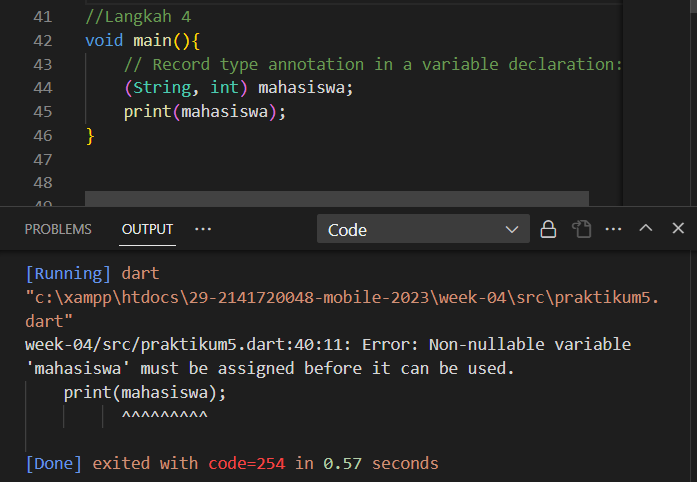 41 //Langkah 4
42 void main(){
43 // Record type annotation in a variable declaration:
44 (String, int) mahasiswa;
45 print(mahasiswa);
46 }
47
48
49
PROBLEMS OUTPUT ··· Code
[Running] dart
"c:\xampp\htdocs\29-2141720048-mobile-2023\week-04\src\praktikum5.
dart"
week-04/src/praktikum5.dart:40:11: Error: Non-nullable variable
'mahasiswa' must be assigned before it can be used.
print(mahasiswa);
^^^^^^^^^
[Done] exited with code=254 in 0.57 seconds